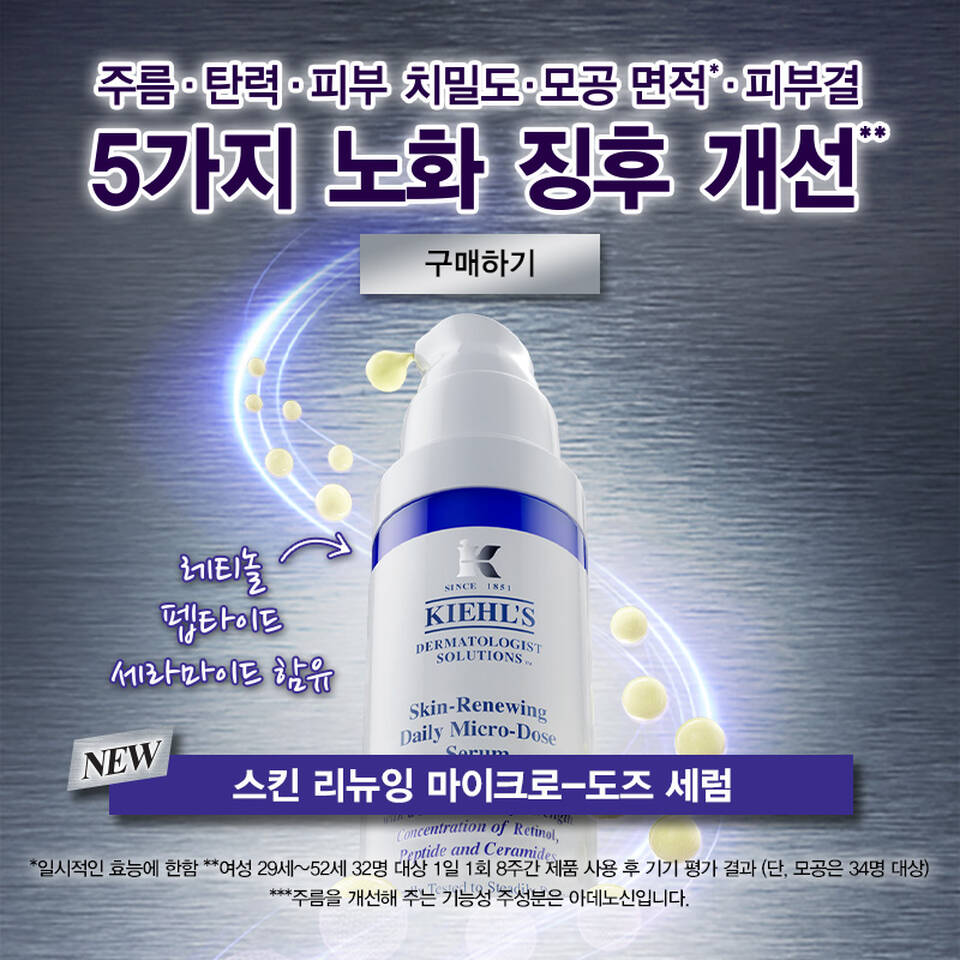 주름·탄력·피부 치밀도·모공 면적*·피부결
5가지 노화 징후 개선**
구매하기
레티놀
펩타이드
세라마이드 함유
K
SINCE 1851
KIEHL'S
DERMATOLOGIST
SOLUTIONS™
Skin-Renewing
Daily Micro-Dose
Serum
NEW
스킨 리뉴잉 마이크로-도즈 세럼
Concentration of Retinol,
Peptide and Ceramides
*일시적인 효능에 한함 **여성 29세~52세 32명 대상 1일 1회 8주간 제품 사용 후 기기 평가 결과 (단, 모공은 34명 대상)
***주름을 개선해 주는 기능성 주성분은 아데노신입니다.